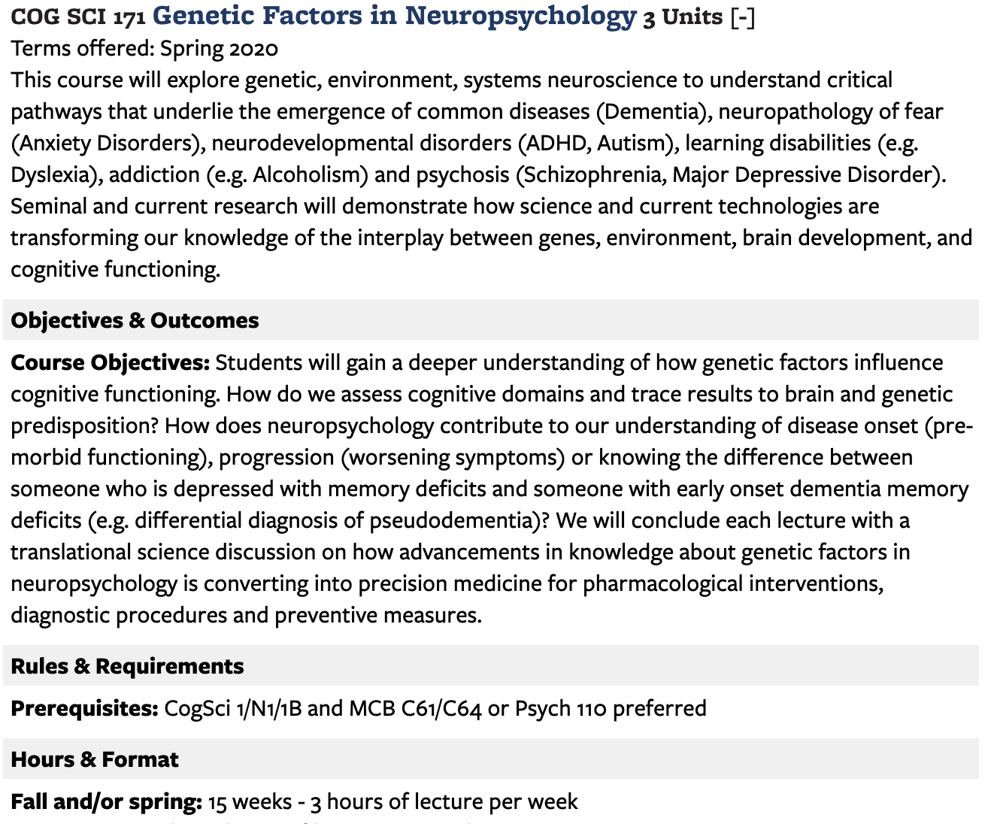 COG SCI 171 Genetic Factors in Neuropsychology 3 Units [-]
Terms offered: Spring 2020
This course will explore genetic, environment, systems neuroscience to understand critical
pathways that underlie the emergence of common diseases (Dementia), neuropathology of fear
(Anxiety Disorders), neurodevelopmental disorders (ADHD, Autism), learning disabilities (e.g.
Dyslexia), addiction (e.g. Alcoholism) and psychosis (Schizophrenia, Major Depressive Disorder).
Seminal and current research will demonstrate how science and current technologies are
transforming our knowledge of the interplay between genes, environment, brain development, and
cognitive functioning.
Objectives & Outcomes
Course Objectives: Students will gain a deeper understanding of how genetic factors influence
cognitive functioning. How do we assess cognitive domains and trace results to brain and genetic
predisposition? How does neuropsychology contribute to our understanding of disease onset (pre-
morbid functioning), progression (worsening symptoms) or knowing the difference between
someone who is depressed with memory deficits and someone with early onset dementia memory
deficits (e.g. differential diagnosis of pseudodementia)? We will conclude each lecture with a
translational science discussion on how advancements in knowledge about genetic factors in
neuropsychology is converting into precision medicine for pharmacological interventions,
diagnostic procedures and preventive measures.
Rules & Requirements
Prerequisites: CogSci 1/N1/1B and MCB C61/C64 or Psych 110 preferred
Hours & Format
Fall and/or spring: 15 weeks - 3 hours of lecture per week